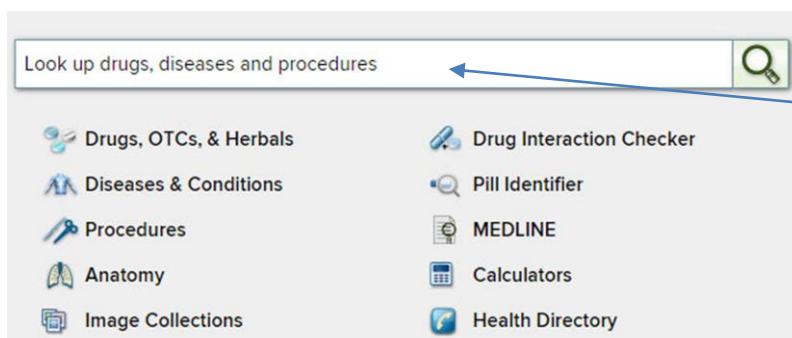 Look up drugs, diseases and procedures
Drugs, OTCs, & Herbals
Drug Interaction Checker
Diseases & Conditions
Pill Identifier
Procedures
MEDLINE
Anatomy
Calculators
Image Collections
Health Directory